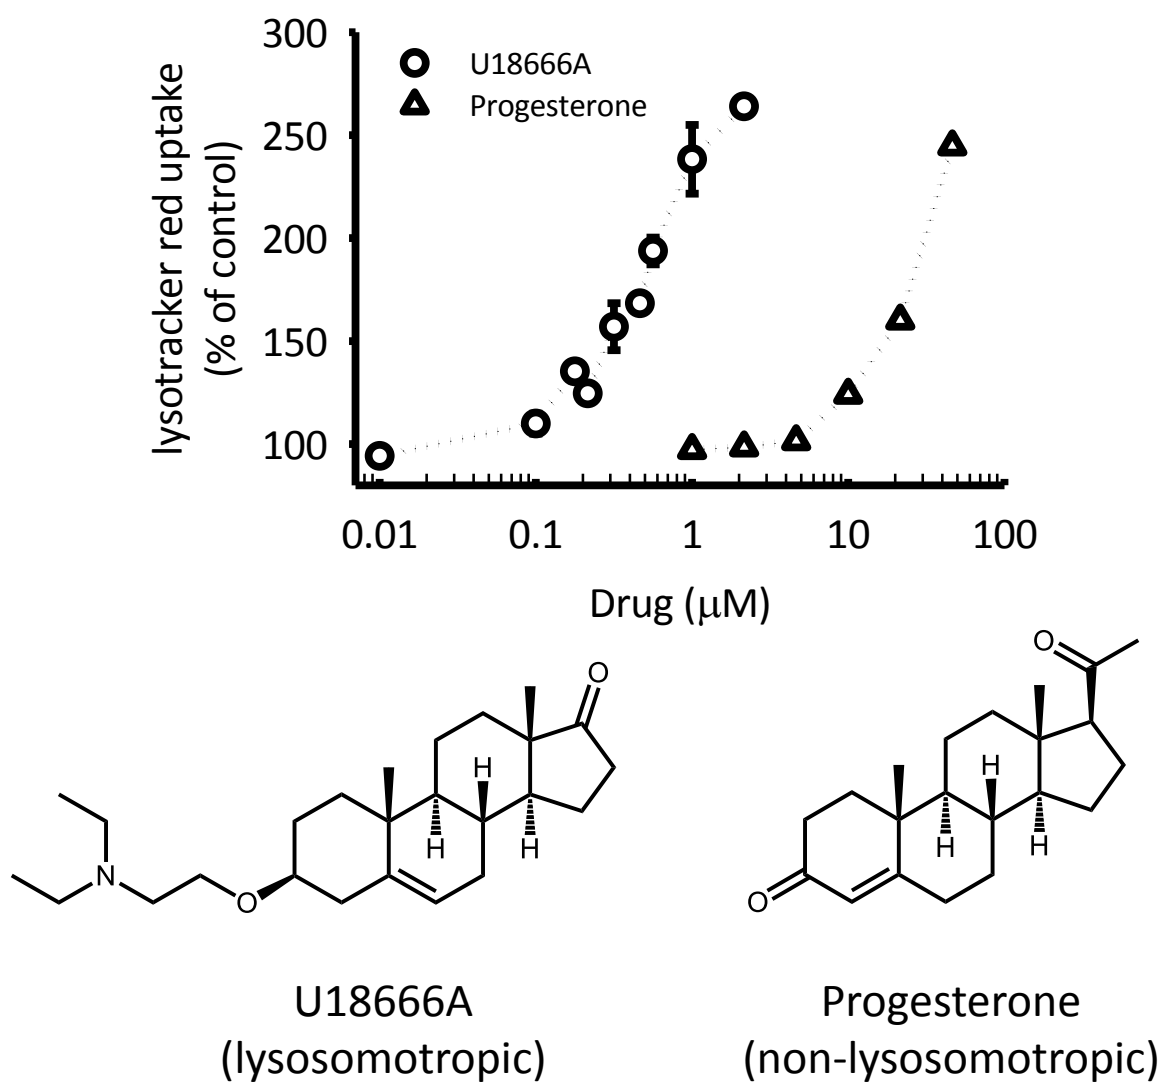 lysotracker red uptake
(% of control)
300
250
200
150
100
U18666A
Progesterone
0.01 0.1 1 10 100
Drug (μM)
O
H
H
H
N
O
O
H
H
H
O
U18666A
(lysosomotropic)
Progesterone
(non-lysosomotropic)